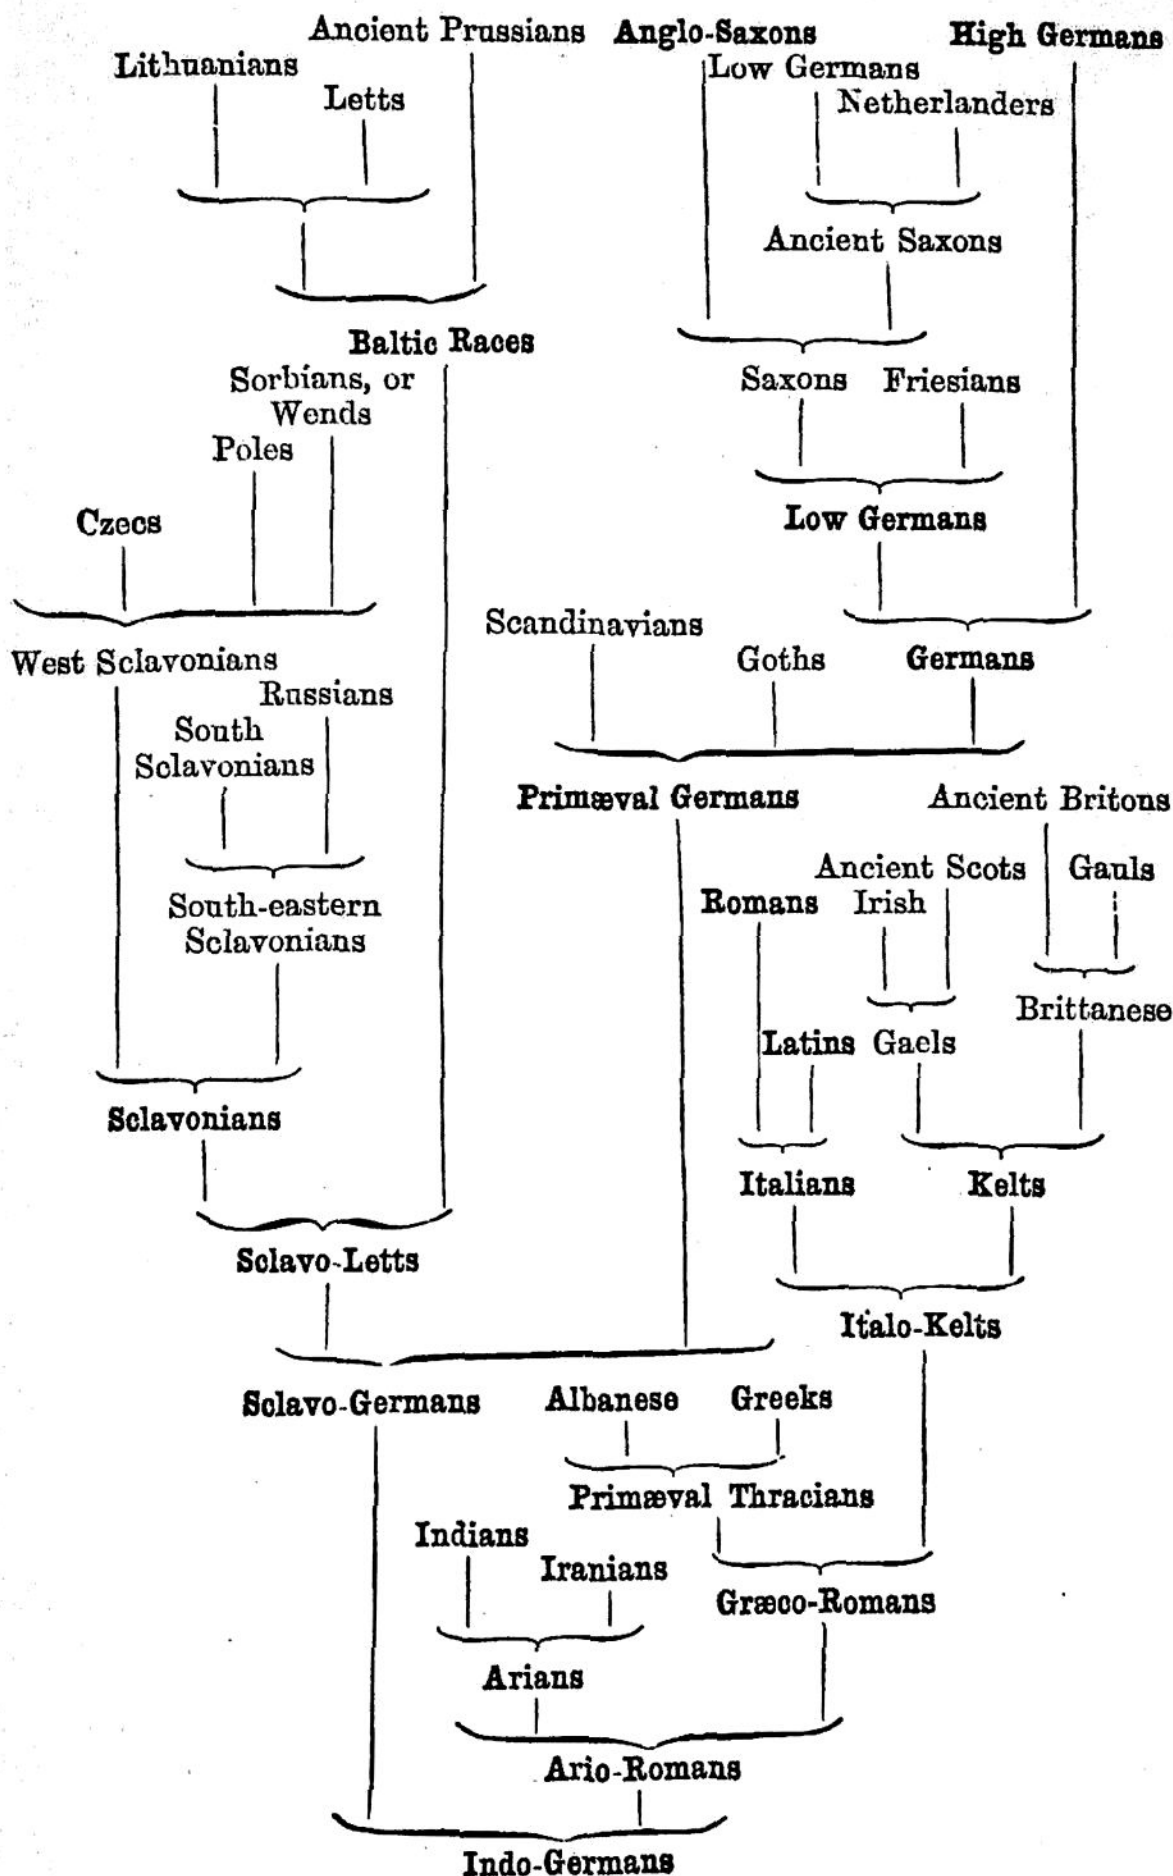 Ancient Prussians
Anglo-Saxons
High Germans
Lithuanians
Low Germans
Letts
Netherlanders
Ancient Saxons
Baltic Races
Sorbians, or
Wends
Saxons
Friesians
Poles
Czecs
Low Germans
Scandinavians
West Sclavonians
Goths
Germans
Russians
South
Sclavonians
Primæval Germans
Ancient Britons
Ancient Scots
Gauls
South-eastern
Sclavonians
Romans
Irish
Brittanese
Latins
Gaels
Sclavonians
Italians
Kelts
Sclavo-Letts
Italo-Kelts
Sclavo-Germans
Albanese
Greeks
Primæval Thracians
Indians
Iranians
Græco-Romans
Arians
Ario-Romans
Indo-Germans